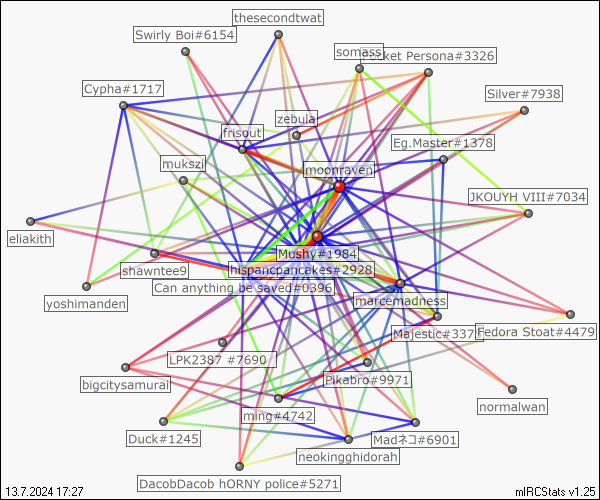 thesecondtwat
Swirly Boi#6154
somass
cket Persona#3326
Cypha#1717
Silver#7938
zebula
frisout
Eg.Master#1378
mukszi
moonraven
JKOUYH VIII#7034
eliakith
Mushy#1984
shawntee9
hispancpancakes#2928
Can anything be saved#0396
marcemadness
yoshimanden
Majestic#337
Fedora Stoat#4479
LPK2387 #7690
Pikabro#9971
bigcitysamurai
normalwan
ming#4742
Duck#1245
Madネコ#6901
neokingghidorah
DacobDacob hORNY police#5271
13.7.2024 17:27
mIRCStats v1.25